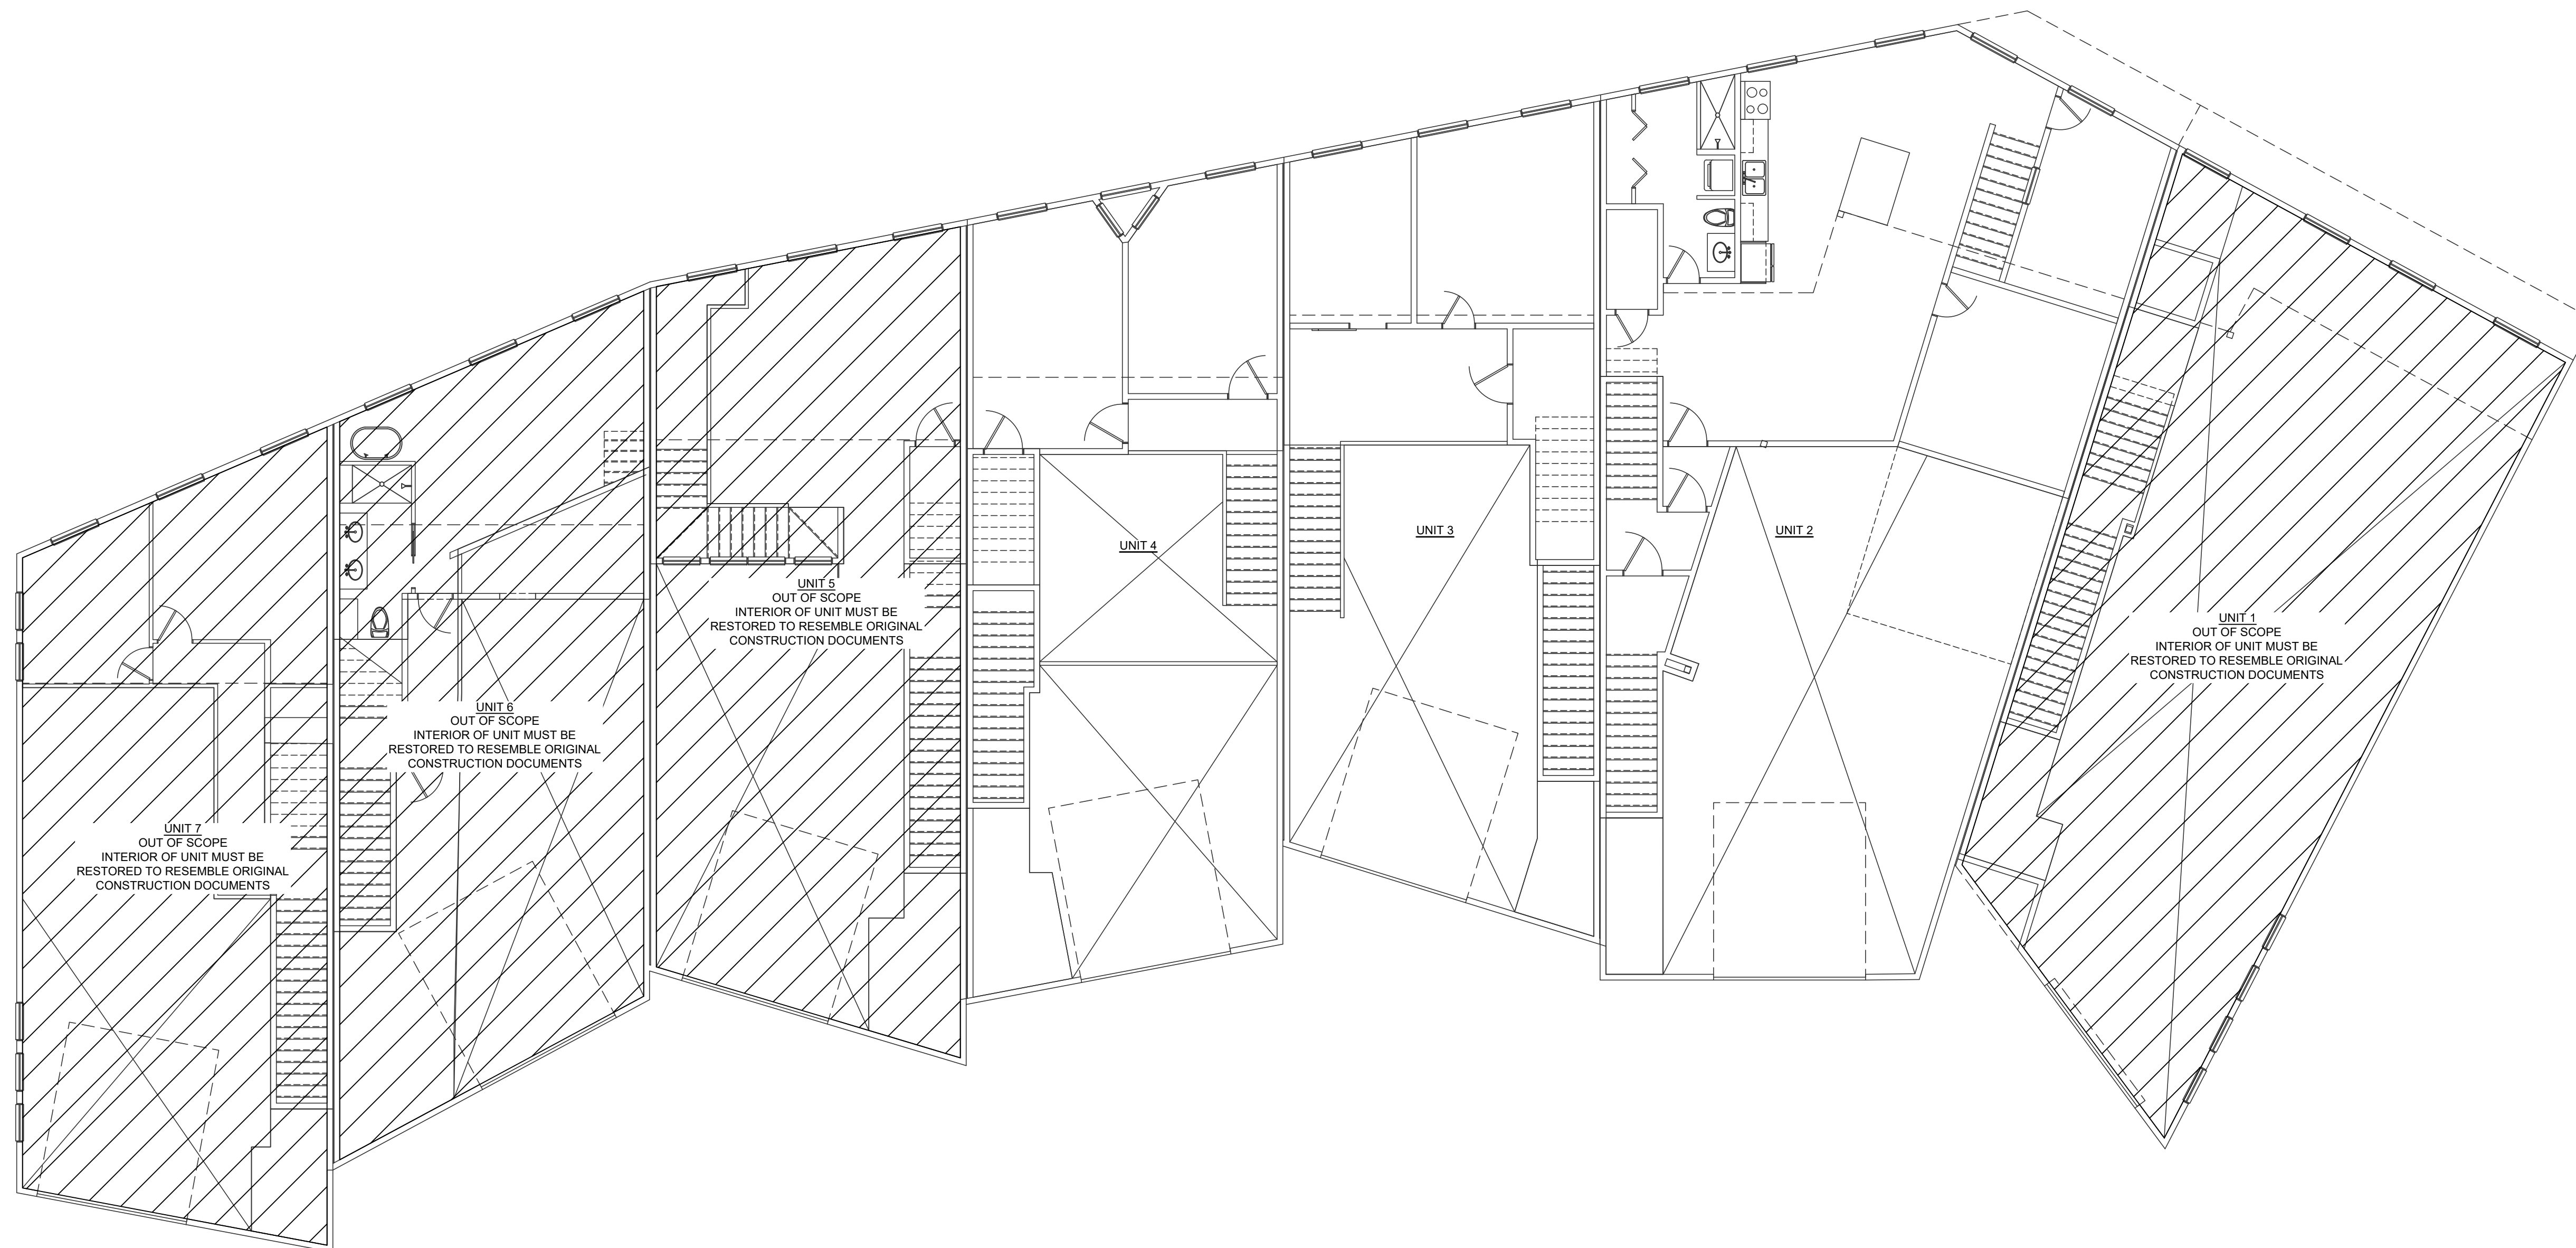 UNIT 4
UNIT 3
UNIT 2
UNIT 5
OUT OF SCOPE
INTERIOR OF UNIT MUST BE
RESTORED TO RESEMBLE ORIGINAL
CONSTRUCTION DOCUMENTS
UNIT 1
OUT OF SCOPE
INTERIOR OF UNIT MUST BE
RESTORED TO RESEMBLE ORIGINAL
CONSTRUCTION DOCUMENTS
UNIT 6
OUT OF SCOPE
INTERIOR OF UNIT MUST BE
RESTORED TO RESEMBLE ORIGINAL
CONSTRUCTION DOCUMENTS
UNIT 7
OUT OF SCOPE
INTERIOR OF UNIT MUST BE
RESTORED TO RESEMBLE ORIGINAL
CONSTRUCTION DOCUMENTS